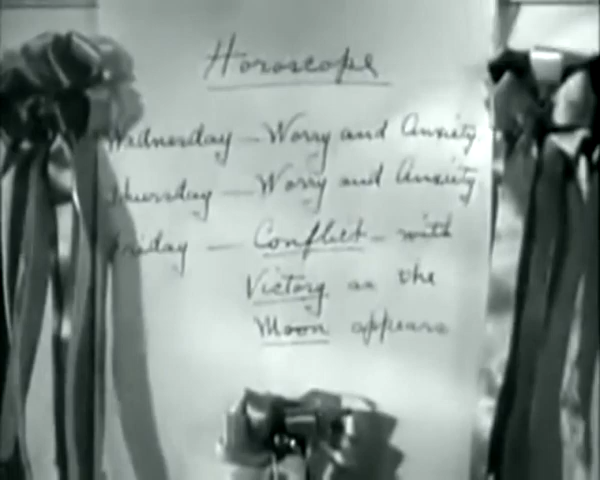 Horoscope
Wednesday — Worry and Anxiety
Thursday — Worry and Anxiety
Friday — Conflict - with
Victory as the
Moon appears